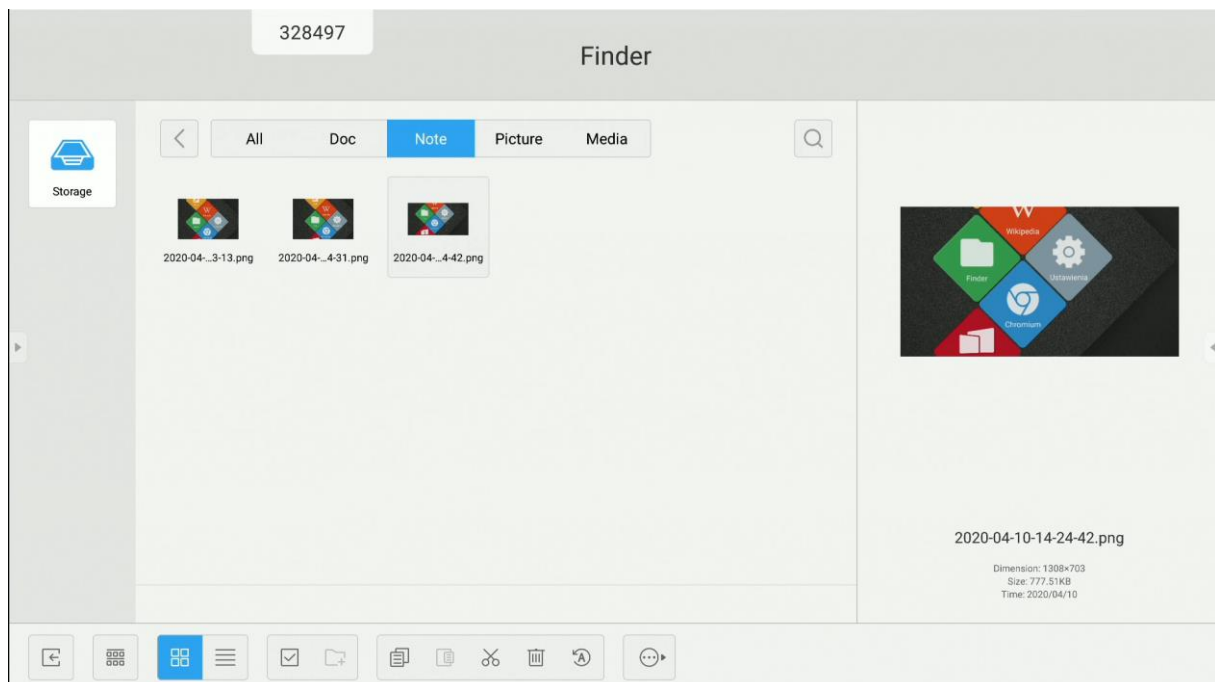 328497
Finder
Storage
All Doc Note Picture Media
2020-04-...3-13.png 2020-04-...4-31.png 2020-04-...4-42.png
W
Wikipedia
Finder
Ustawienia
Chromium
2020-04-10-14-24-42.png
Dimension: 1308×703
Size: 777.51KB
Time: 2020/04/10